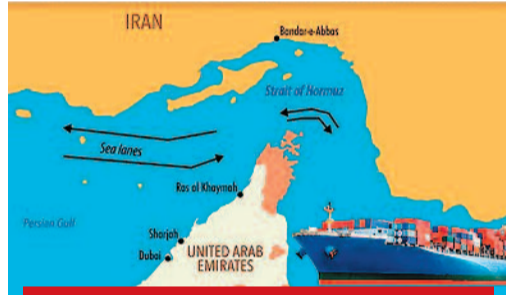 IRAN
Bandar-e-Abbas
Strait of Hormuz
Sea lanes
Ras al Khaymah
Persian Gulf
Sharjah
Dubai
UNITED ARAB
EMIRATES